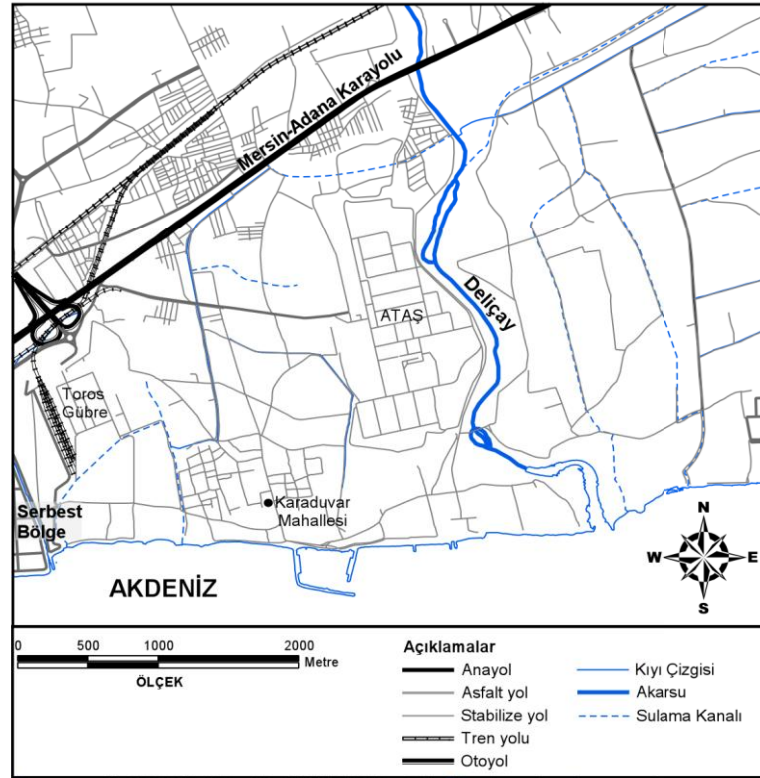 Mersin-Adana Karayolu
Deliçay
ATAŞ
Toros
Gübre
Karaduvar
Mahallesi
Serbest
Bölge
AKDENİZ
N
W
E
S
0 500 1000 2000
Metre
ÖLÇEK
Açıklamalar
Anayol
Asfalt yol
Stabilize yol
Tren yolu
Otoyol
Kıyı Çizgisi
Akarsu
Sulama Kanalı